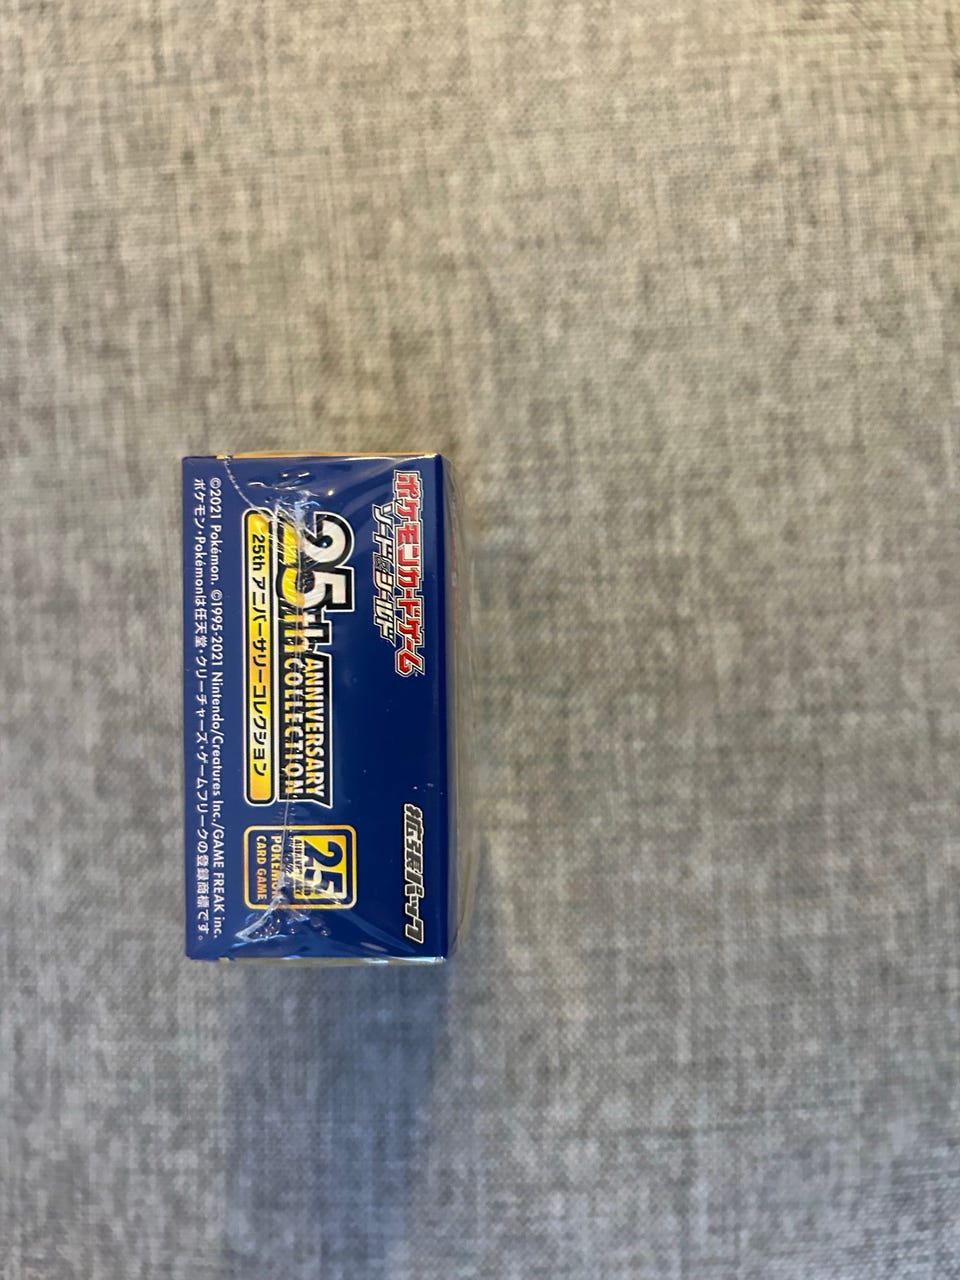 ポケモンカードゲーム
ソード&シールド
拡張パック
25th ANNIVERSARY
COLLECTION
25th アニバーサリーコレクション
25
POKÉMON
CARD GAME
©2021 Pokémon. ©1995-2021 Nintendo/Creatures Inc./GAME FREAK inc.
ポケモン・Pokémonは任天堂・クリーチャーズ・ゲームフリークの登録商標です。